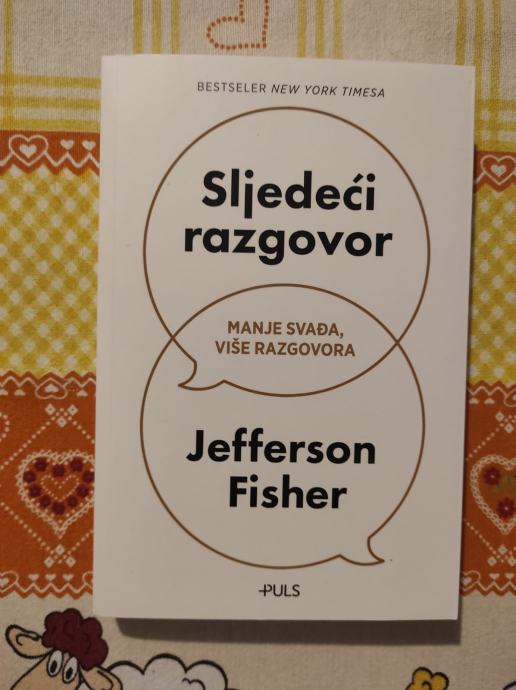 BESTSELER NEW YORK TIMESA
Sljedeći
razgovor
MANJE SVAĐA,
VIŠE RAZGOVORA
Jefferson
Fisher
+PULS